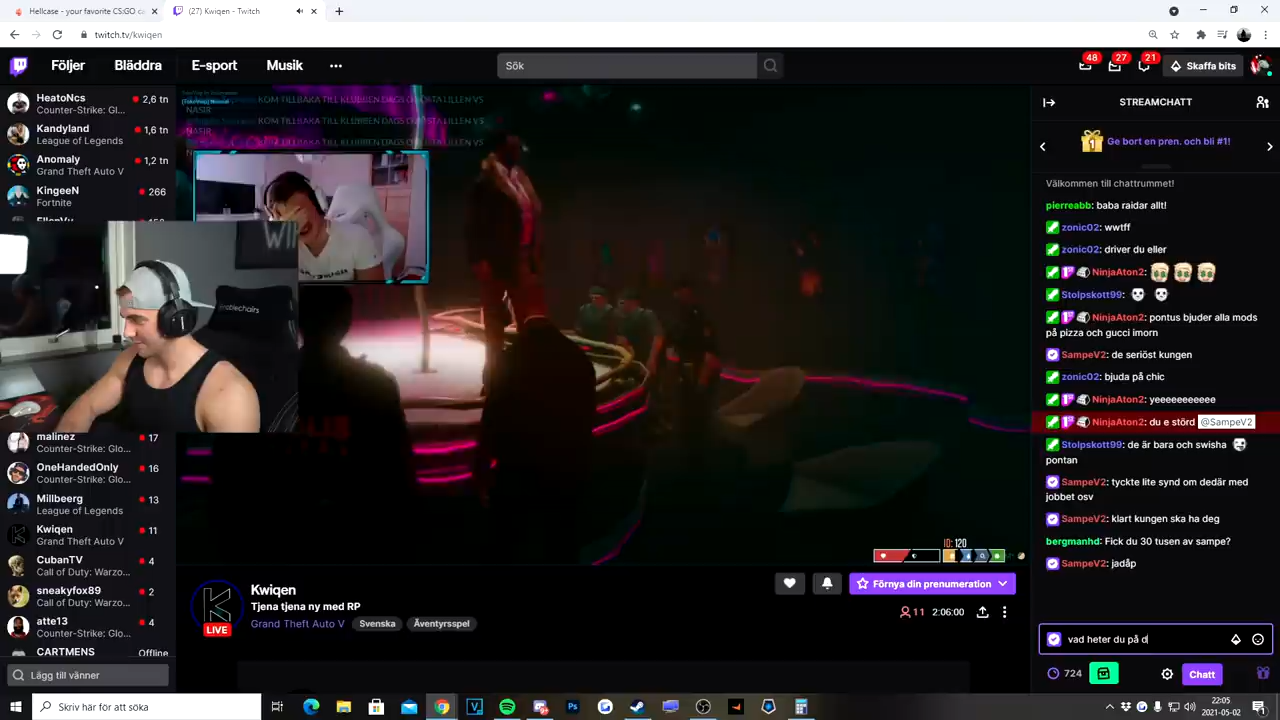 Hellcase - your favorite CS:GO ca
(27) Kwiqen - Twitch
twitch.tv/kwiqen
Följer
Bläddra
E-sport
Musik
Sök
48
27
21
Skaffa bits
HeatoNcs
2,6 tn
Counter-Strike: Glo...
Kandyland
1,6 tn
League of Legends
Anomaly
1,2 tn
Grand Theft Auto V
KingeeN
266
Fortnite
malinez
17
Counter-Strike: Glo...
OneHandedOnly
16
Counter-Strike: Glo...
Millberg
13
League of Legends
Kwiqen
11
Grand Theft Auto V
CubanTV
4
Call of Duty: Warzo...
sneakyfox89
2
Call of Duty: Warzo...
atte13
4
Counter-Strike: Glo...
CARTMENS
Offline
Lägg till vänner
KOM TILLBAKA TILL KLUBBEN DAGS
NASIR
WI
noblechairs
ID: 120
LIVE
Kwiqen
Tjena tjena ny med RP
Grand Theft Auto V
Svenska
Äventyrsspel
Förnya din prenumeration
11
2:06:00
STREAMCHATT
Ge bort en pren. och bli #1!
Välkommen till chattrummet!
pierreabb: baba raidar allt!
zonic02: wwtff
zonic02: driver du eller
NinjaAton2:
Stolpskott99:
NinjaAton2: pontus bjuder alla mods
på pizza och gucci imorn
SampeV2: de seriöst kungen
zonic02: bjuda på chic
NinjaAton2: yeeeeeeeeeee
NinjaAton2: du e störd @SampeV2
Stolpskott99: de är bara och swisha
pontan
SampeV2: tyckte lite synd om dedär med
jobbet osv
SampeV2: klart kungen ska ha deg
bergmanhd: Fick du 30 tusen av sampe?
SampeV2: jadåp
vad heter du på d
724
Chatt
Skriv här för att söka
22:05
2021-05-02